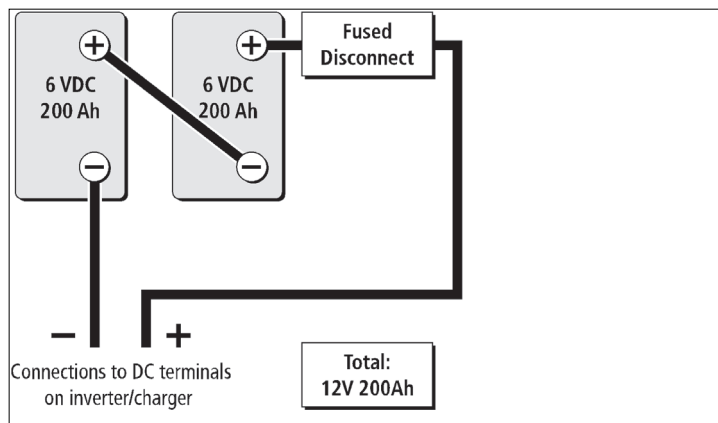 +
6 VDC
200 Ah
−
+
6 VDC
200 Ah
−
Fused
Disconnect
− +
Connections to DC terminals
on inverter/charger
Total:
12V 200Ah